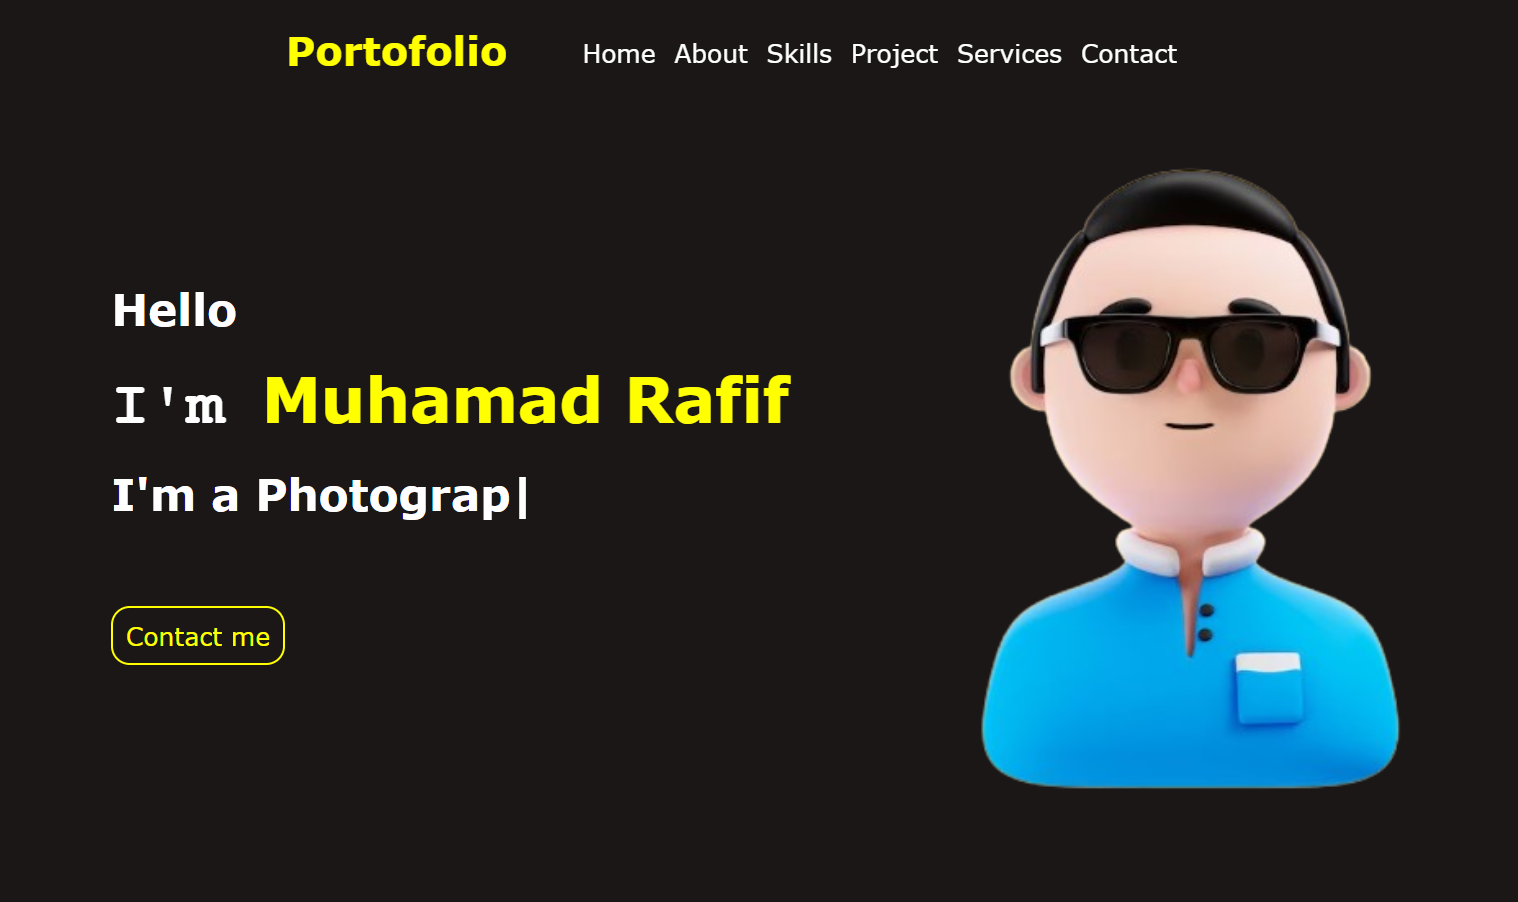 Portofolio
Home About Skills Project Services Contact
Hello
I'm Muhamad Rafif
I'm a Photograp|
Contact me